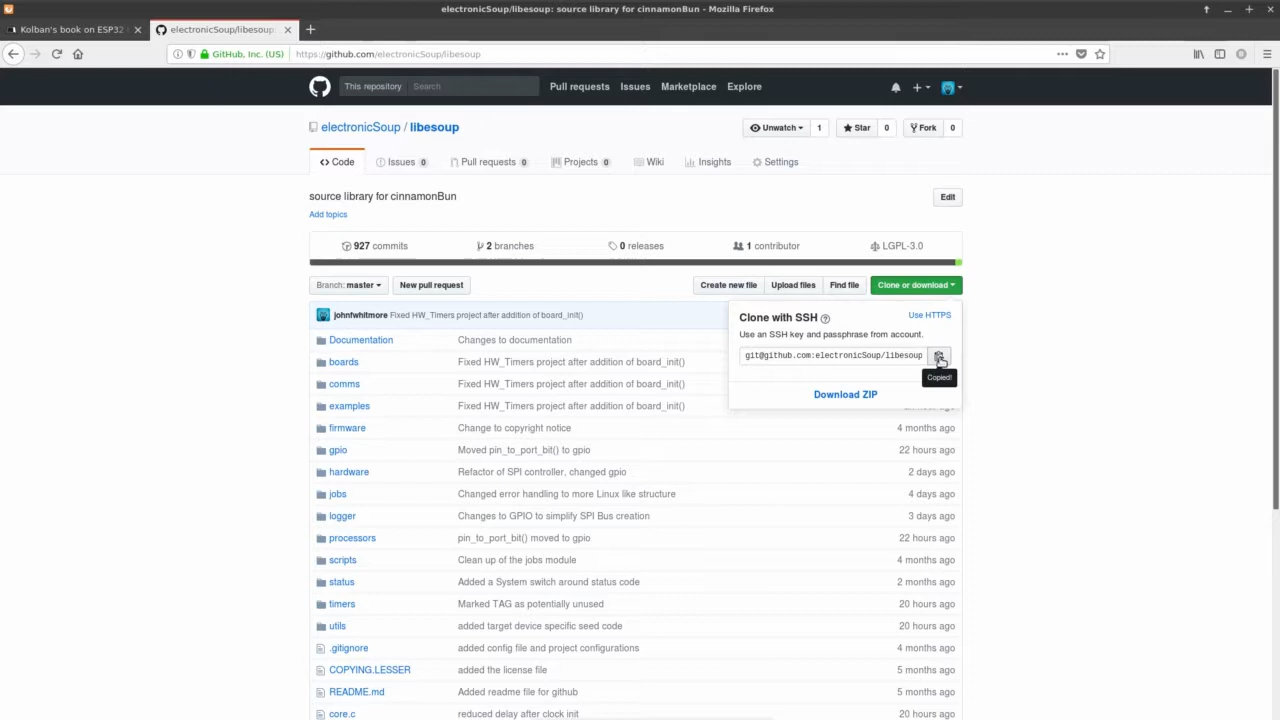 electronicSoup/libesoup: source library for cinnamonBun - Mozilla Firefox
Kolban's book on ESP32
electronicSoup/libesoup:
GitHub, Inc. (US) https://github.com/electronicSoup/libesoup
This repository Search Pull requests Issues Marketplace Explore
electronicSoup / libesoup
Unwatch 1 Star 0 Fork 0
Code Issues 0 Pull requests 0 Projects 0 Wiki Insights Settings
source library for cinnamonBun Edit
Add topics
927 commits 2 branches 0 releases 1 contributor LGPL-3.0
Branch: master New pull request Create new file Upload files Find file Clone or download
johnfwhitmore Fixed HW_Timers project after addition of board_init()
Clone with SSH Use HTTPS
Use an SSH key and passphrase from account.
git@github.com:electronicSoup/libesoup
Copied!
Download ZIP
Documentation Changes to documentation
boards Fixed HW_Timers project after addition of board_init()
comms Fixed HW_Timers project after addition of board_init()
examples Fixed HW_Timers project after addition of board_init()
firmware Change to copyright notice 4 months ago
gpio Moved pin_to_port_bit() to gpio 22 hours ago
hardware Refactor of SPI controller, changed gpio 2 days ago
jobs Changed error handling to more Linux like structure 4 days ago
logger Changes to GPIO to simplify SPI Bus creation 3 days ago
processors pin_to_port_bit() moved to gpio 22 hours ago
scripts Clean up of the jobs module 4 months ago
status Added a System switch around status code 2 months ago
timers Marked TAG as potentially unused 20 hours ago
utils added target device specific seed code 20 hours ago
.gitignore added config file and project configurations 4 months ago
COPYING.LESSER added the license file 5 months ago
README.md Added readme file for github 5 months ago
core.c reduced delay after clock init 20 hours ago